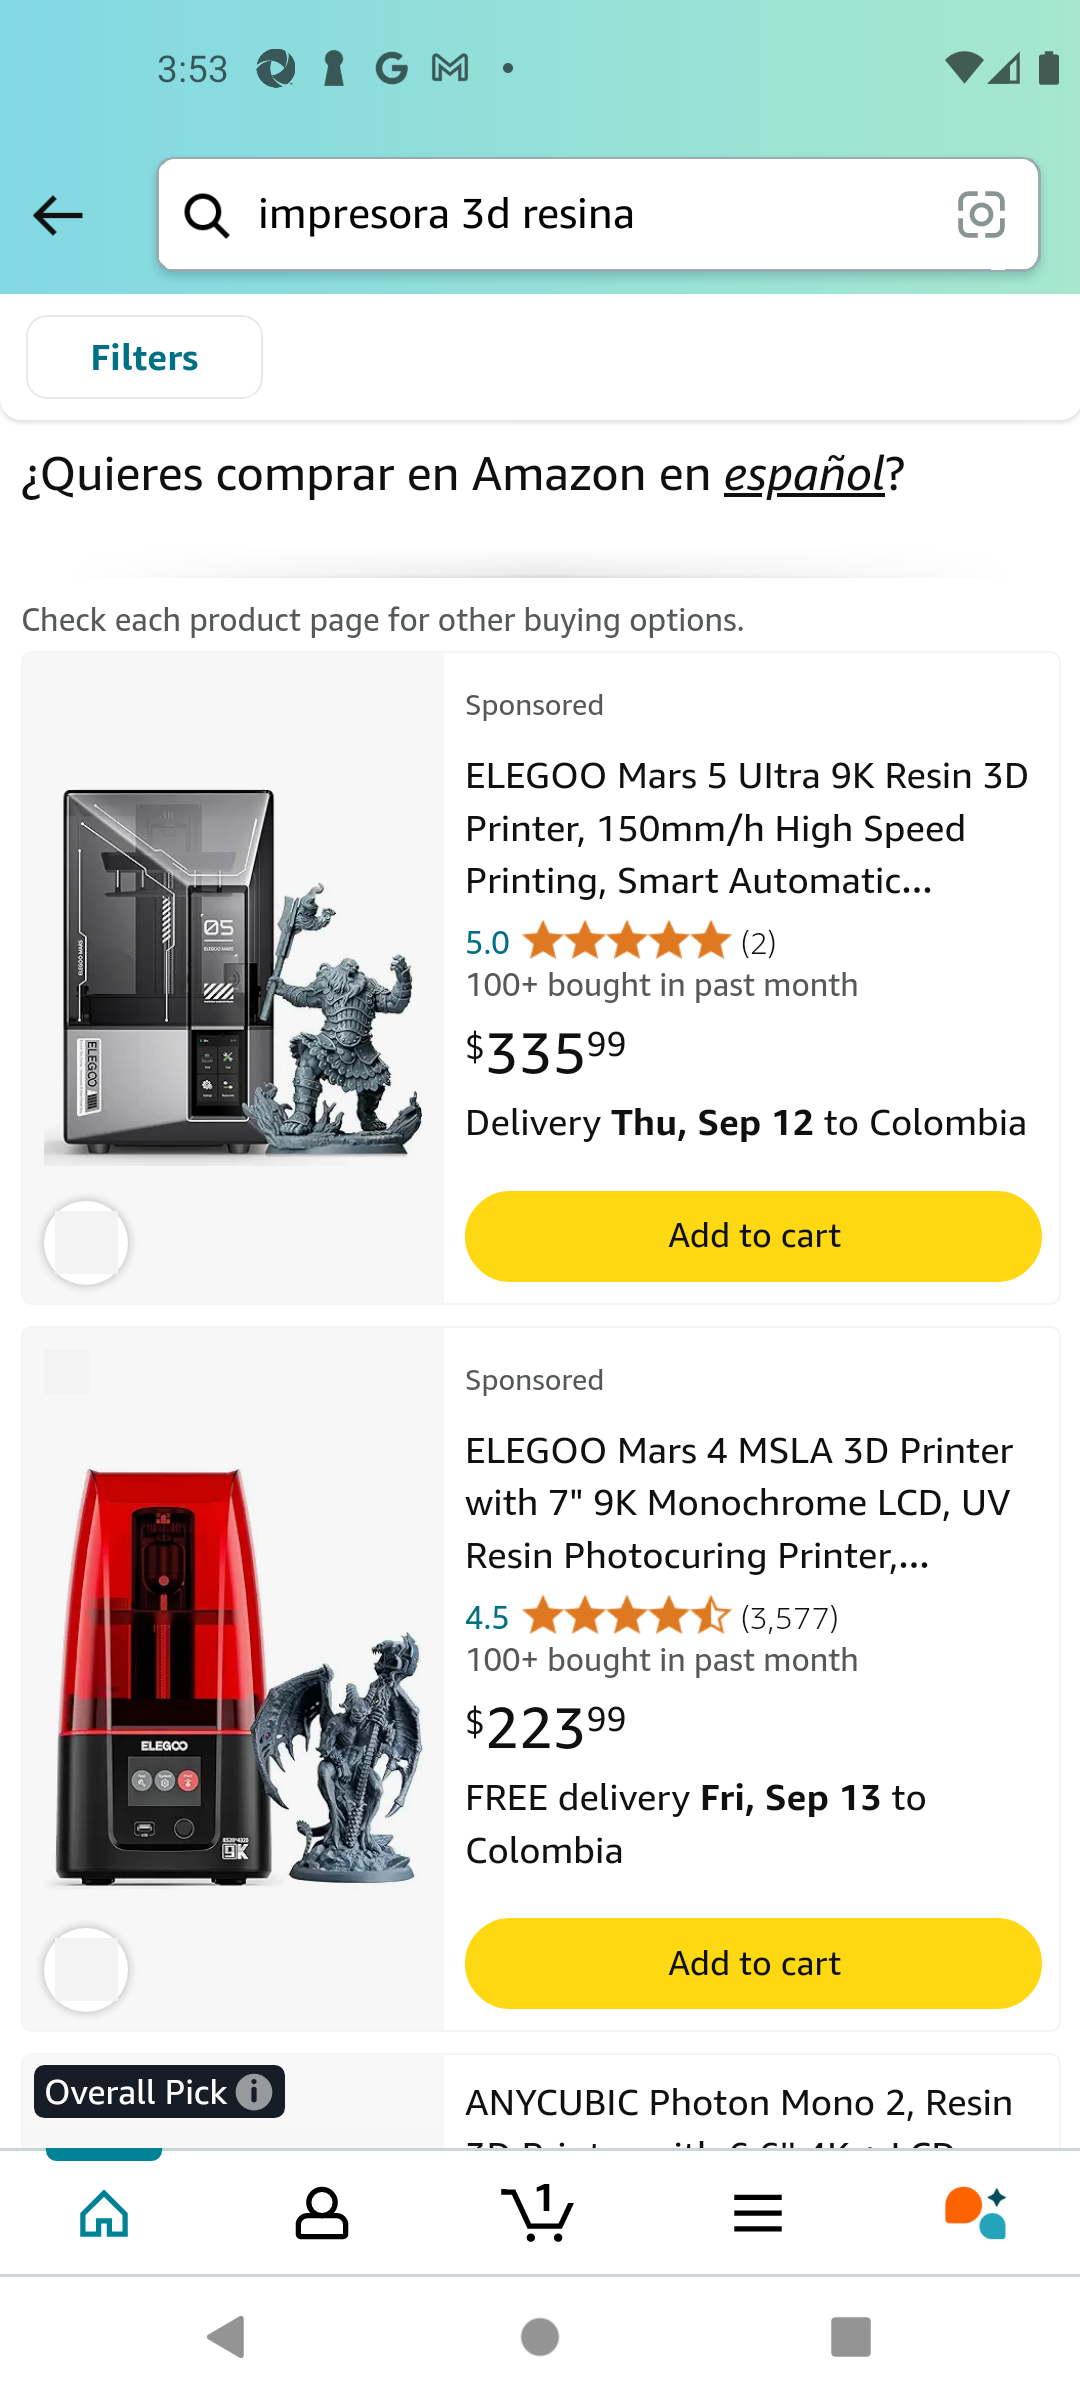 3:53
impresora 3d resina
Filters
¿Quieres comprar en Amazon en español?
Check each product page for other buying options.
Sponsored
ELEGOO Mars 5 Ultra 9K Resin 3D
Printer, 150mm/h High Speed
Printing, Smart Automatic...
5.0 (2)
100+ bought in past month
$335.99
Delivery Thu, Sep 12 to Colombia
Add to cart
05
ELEGOO MARS
ELEGOO
Sponsored
ELEGOO Mars 4 MSLA 3D Printer
with 7" 9K Monochrome LCD, UV
Resin Photocuring Printer,...
4.5 (3,577)
100+ bought in past month
$223.99
FREE delivery Fri, Sep 13 to
Colombia
Add to cart
ELEGOO
9K
Overall Pick
ANYCUBIC Photon Mono 2, Resin
1